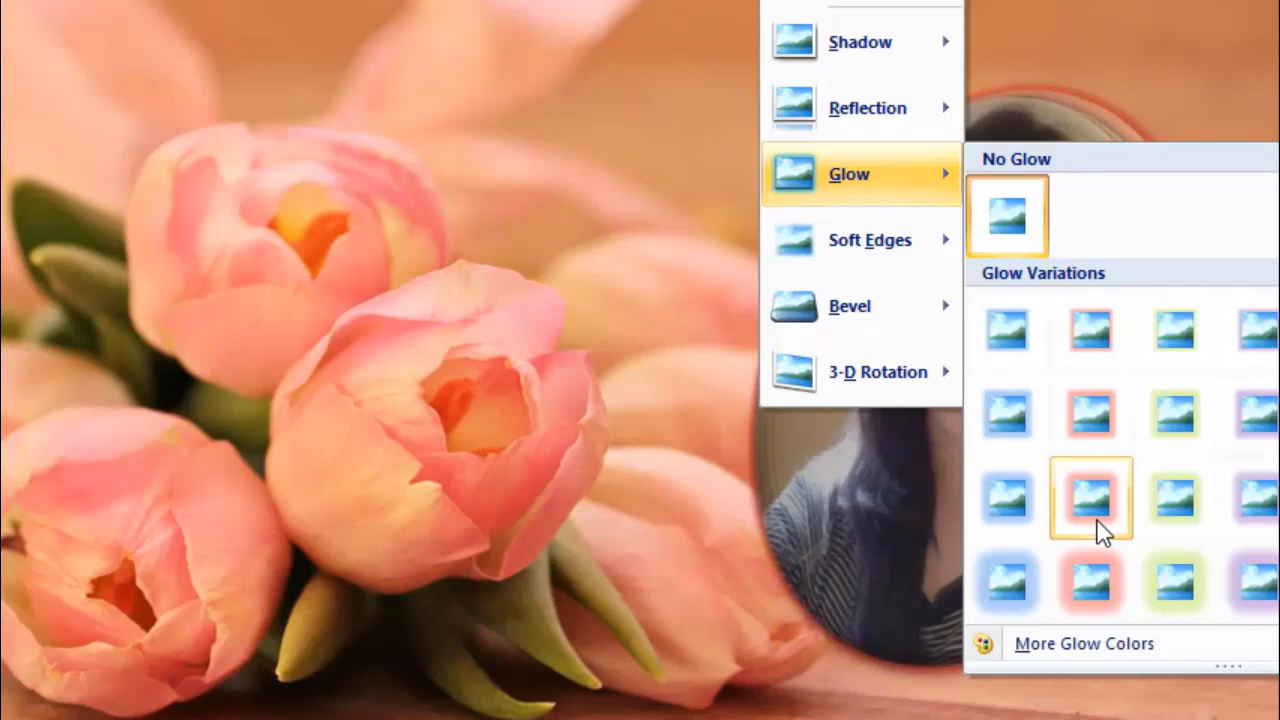 Shadow
Reflection
Glow
Soft Edges
Bevel
3-D Rotation
No Glow
Glow Variations
More Glow Colors